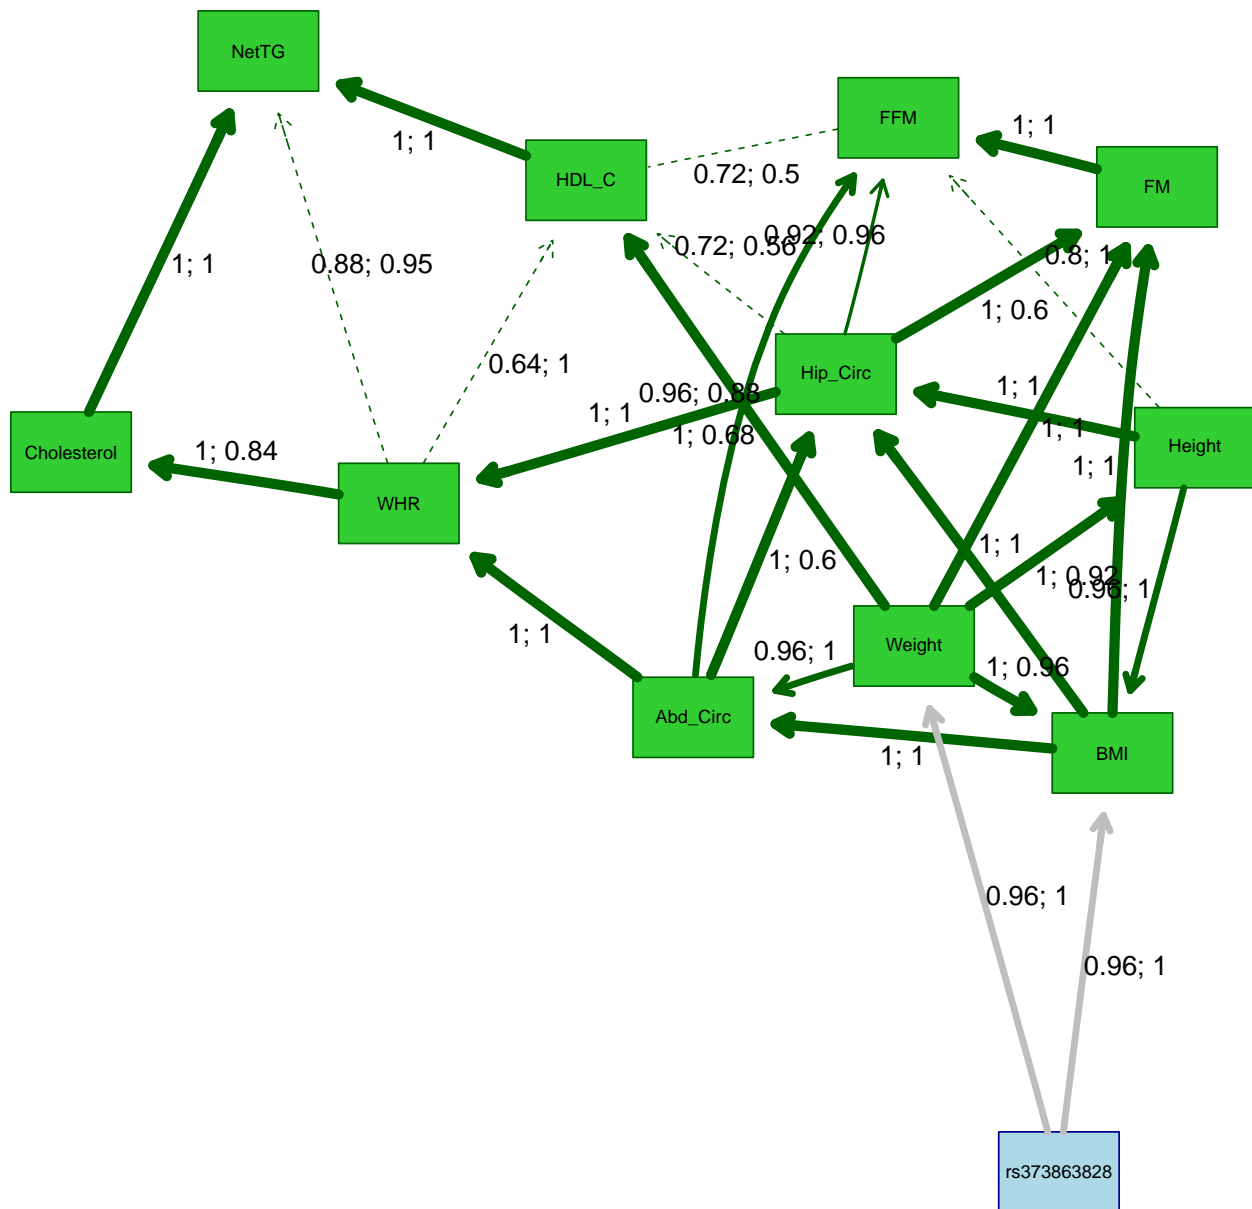 NetTG
FFM
1; 1
1; 1
HDL_C
0.72; 0.5
FM
0.92; 0.96
0.72; 0.56
0.8; 1
1; 1
0.88; 0.95
1; 0.6
0.64; 1
Hip_Circ
1; 1
0.96; 0.88
1; 1
1; 1
1; 0.68
Height
Cholesterol
1; 0.84
1; 1
WHR
1; 1
1; 0.6
1; 0.92
0.96; 1
1; 1
Weight
0.96; 1
1; 0.96
Abd_Circ
BMI
1; 1
0.96; 1
0.96; 1
rs373863828